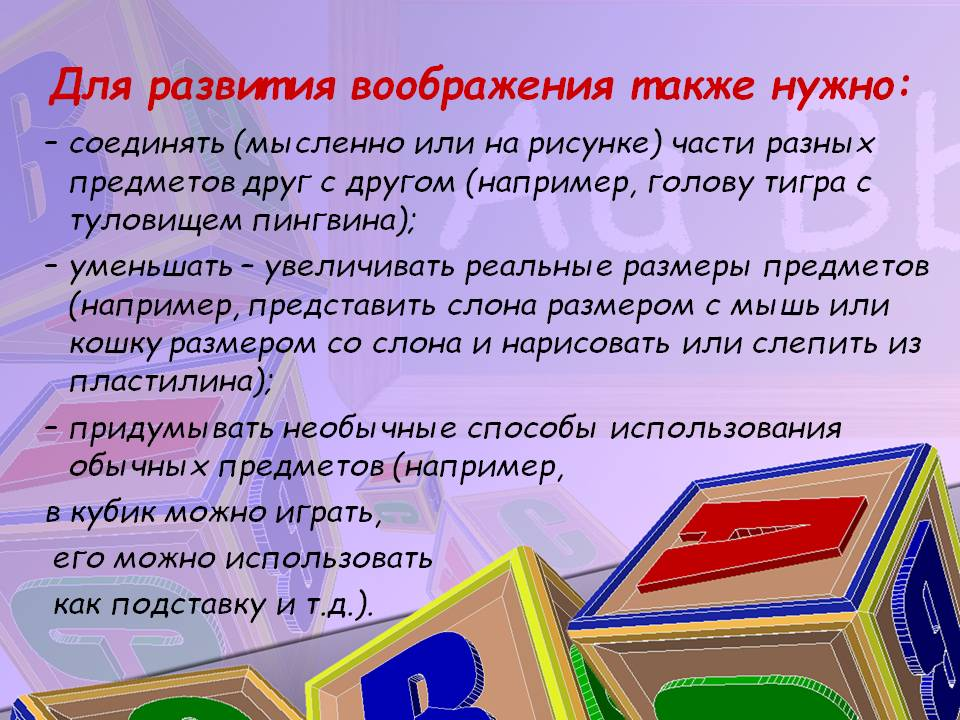 Для развития воображения также нужно:
– соединять (мысленно или на рисунке) части разных
предметов друг с другом (например, голову тигра с
туловищем пингвина);
– уменьшать – увеличивать реальные размеры предметов
(например, представить слона размером с мышь или
кошку размером со слона и нарисовать или слепить из
пластилина);
– придумывать необычные способы использования
обычных предметов (например,
в кубик можно играть,
его можно использовать
как подставку и т.д.).
Aa Bb
A
B